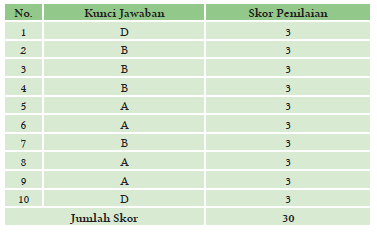 No. Kunci Jawaban Skor Penilaian
1 D 3
2 B 3
3 B 3
4 B 3
5 A 3
6 A 3
7 B 3
8 A 3
9 A 3
10 D 3
Jumlah Skor 30